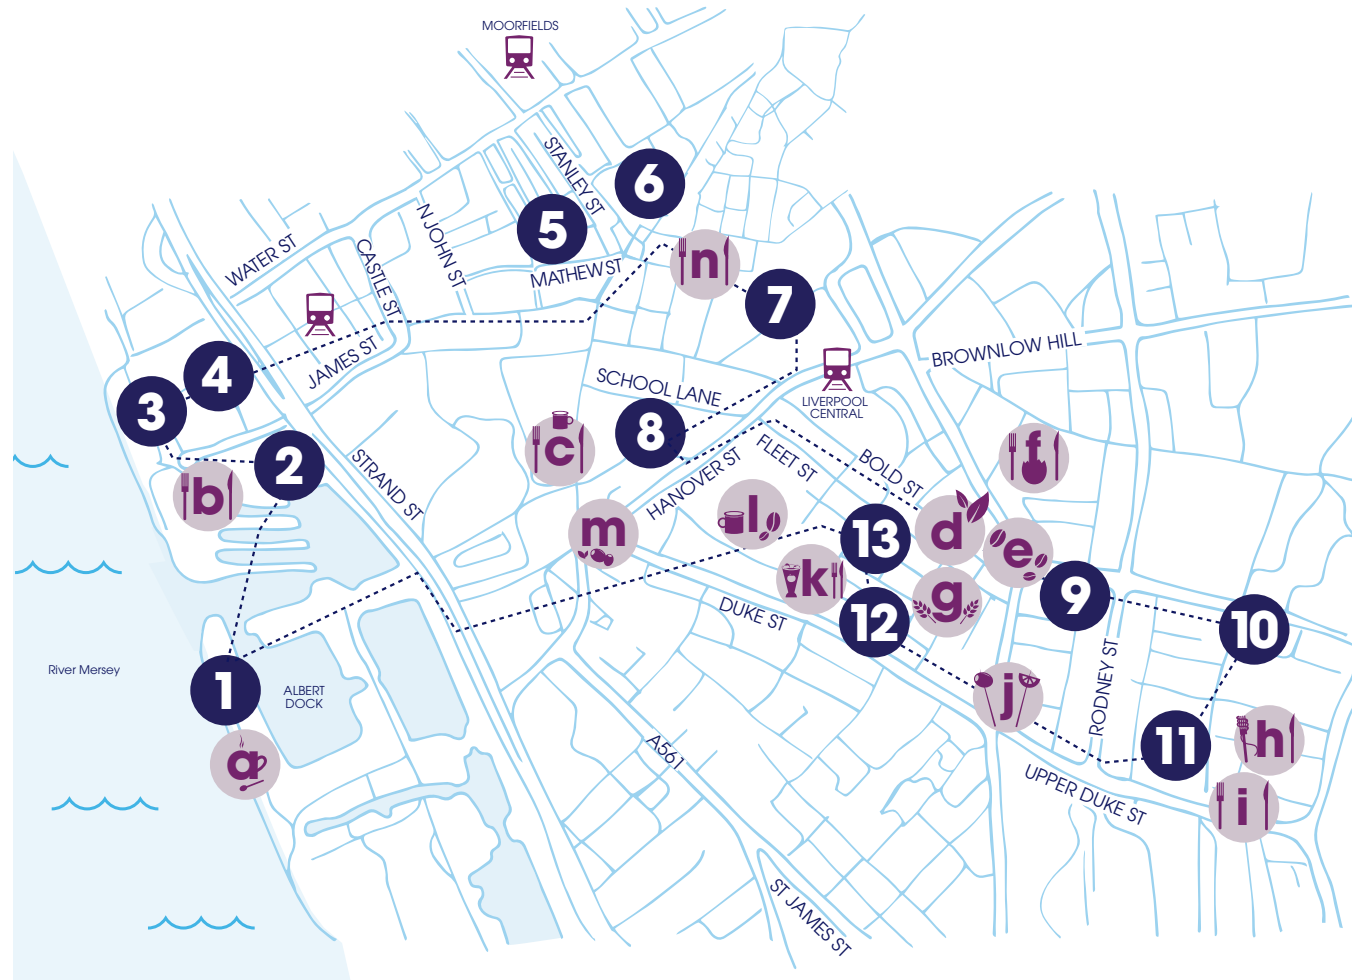 MOORFIELDS
STANLEY ST
6
5
N JOHN ST
WATER ST
CASTLE ST
MATHEW ST
n
7
JAMES ST
4
3
BROWNLOW HILL
SCHOOL LANE
LIVERPOOL
CENTRAL
8
c
2
b
STRAND ST
HANOVER ST
FLEET ST
BOLD ST
f
m
l
13
d
e
k
g
9
12
DUKE ST
10
River Mersey
1
ALBERT
DOCK
j
RODNEY ST
11
h
a
A561
UPPER DUKE ST
i
ST JAMES ST